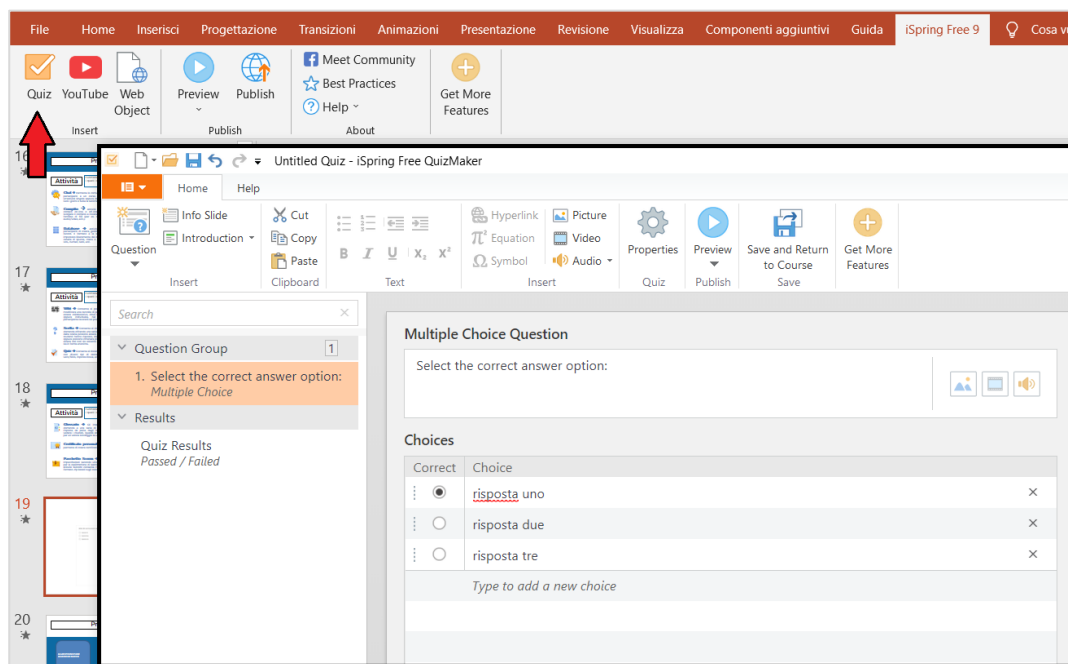 File Home Inserisci Progettazione Transizioni Animazioni Presentazione Revisione Visualizza Componenti aggiuntivi Guida iSpring Free 9 Cosa
Quiz YouTube Web Object Preview Publish Meet Community Get More Features
Best Practices
Help
Insert Publish About
16
Attività
17
Attività
18
Attività
19
20
Untitled Quiz - iSpring Free QuizMaker
Home Help
Question Info Slide Cut Hyperlink Picture Properties Preview Save and Return to Course Get More Features
Introduction Copy B I U X₂ X² Equation Video
Paste Symbol Audio
Insert Clipboard Text Insert Quiz Publish Save
Search
Question Group 1
1. Select the correct answer option:
Multiple Choice
Results
Quiz Results
Passed / Failed
Multiple Choice Question
Select the correct answer option:
Choices
Correct Choice
risposta uno
risposta due
risposta tre
Type to add a new choice